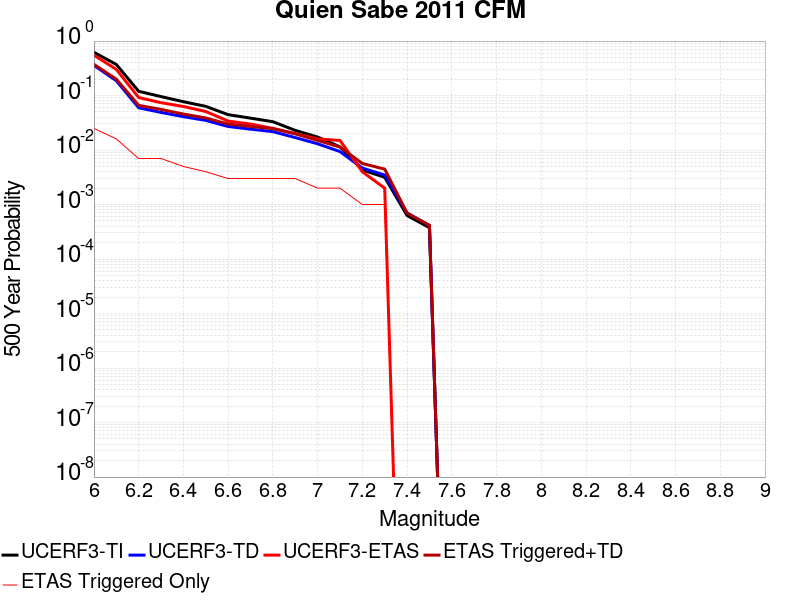 Quien Sabe 2011 CFM
10^0
10^-1
10^-2
10^-3
10^-4
10^-5
10^-6
10^-7
10^-8
500 Year Probability
6 6.2 6.4 6.6 6.8 7 7.2 7.4 7.6 7.8 8 8.2 8.4 8.6 8.8 9
Magnitude
UCERF3-TI UCERF3-TD UCERF3-ETAS ETAS Triggered+TD
ETAS Triggered Only